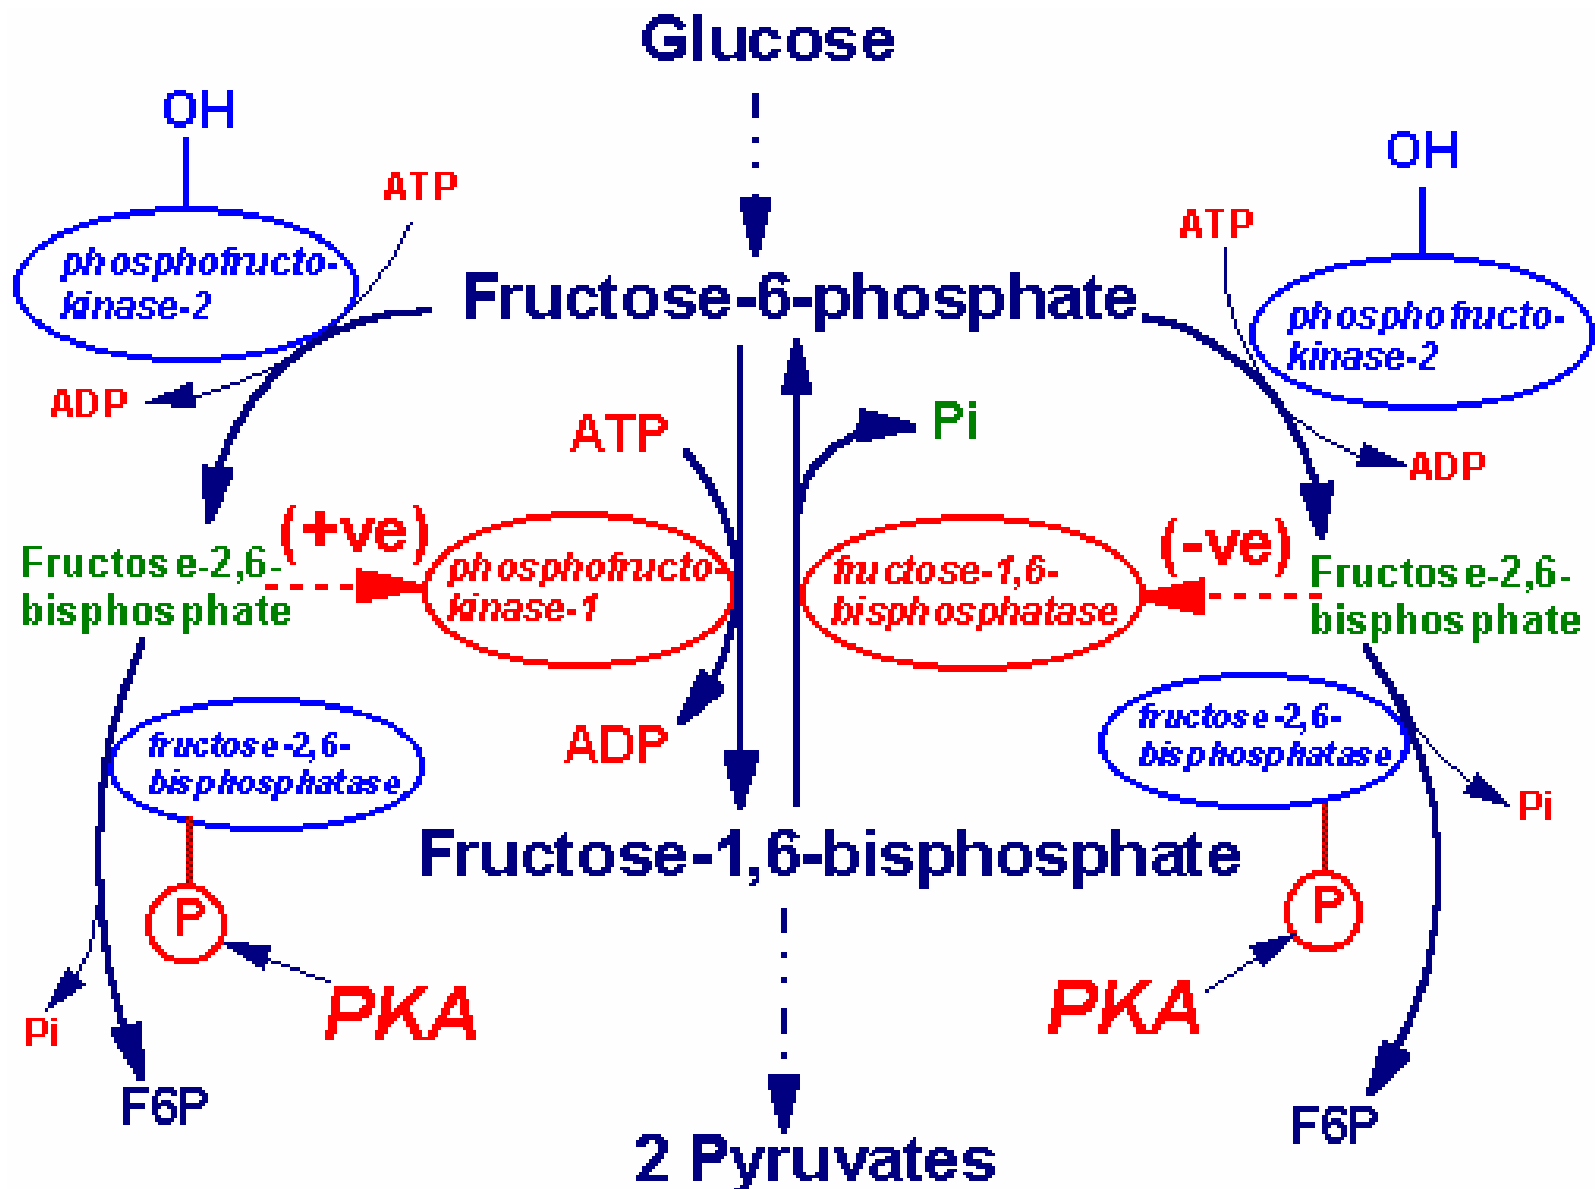 Glucose
OH
OH
ATP
ATP
phosphofructo-
kinase-2
phosphofructo-
kinase-2
Fructose-6-phosphate
ADP
ADP
ATP
Pi
(+ve)
(-ve)
Fructose-2,6-
bisphosphate
phosphofructo-
kinase-1
fructose-1,6-
bisphosphatase
Fructose-2,6-
bisphosphate
ADP
fructose-2,6-
bisphosphatase
fructose-2,6-
bisphosphatase
Pi
Fructose-1,6-bisphosphate
P
P
PKA
PKA
Pi
F6P
F6P
2 Pyruvates